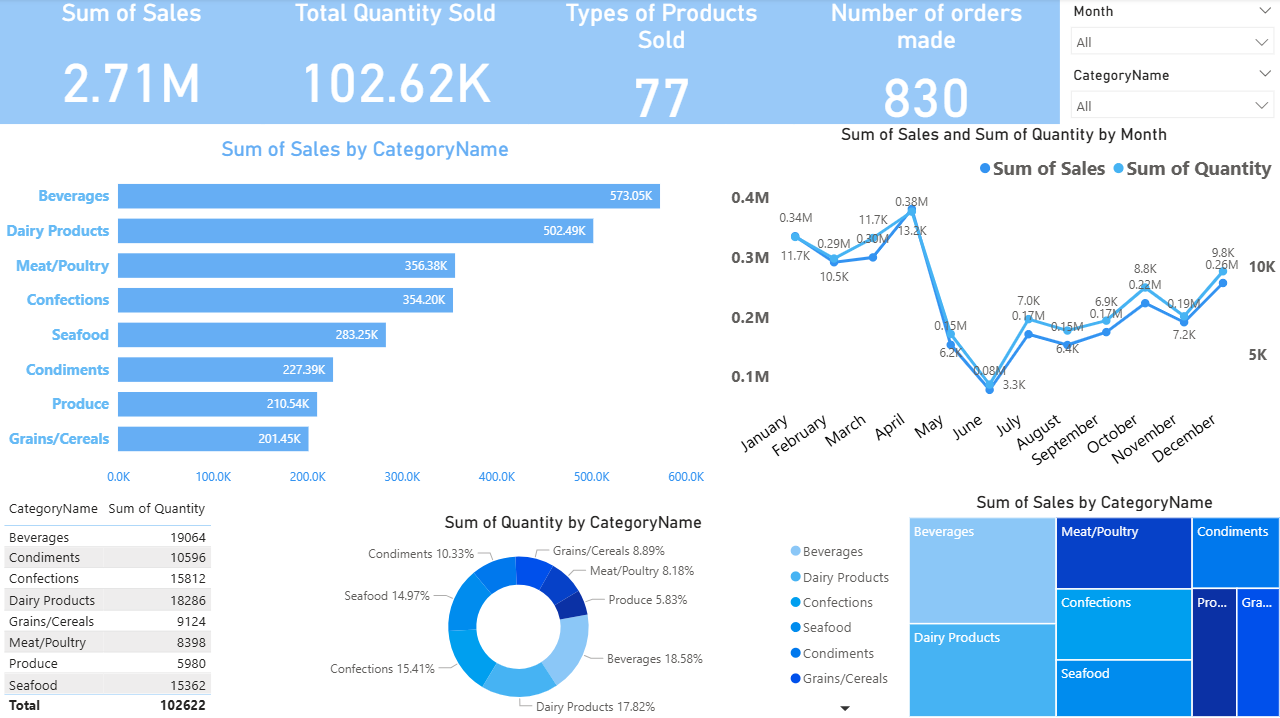 Sum of Sales
2.71M
Total Quantity Sold
102.62K
Types of Products
Sold
77
Number of orders
made
830
Month
All
CategoryName
All
Sum of Sales by CategoryName
Beverages 573.05K
Dairy Products 502.49K
Meat/Poultry 356.38K
Confections 354.20K
Seafood 283.25K
Condiments 227.39K
Produce 210.54K
Grains/Cereals 201.45K
0.0K 100.0K 200.0K 300.0K 400.0K 500.0K 600.0K
Sum of Sales and Sum of Quantity by Month
Sum of Sales Sum of Quantity
0.4M
0.3M
0.2M
0.1M
10K
5K
0.34M
11.7K
0.29M
10.5K
11.7K
0.30M
0.38M
13.2K
0.15M
6.2K
0.08M
3.3K
7.0K
0.17M
0.15M
6.4K
6.9K
0.17M
8.8K
0.22M
0.19M
7.2K
9.8K
0.26M
January
February
March
April
May
June
July
August
September
October
November
December
CategoryName Sum of Quantity
Beverages 19064
Condiments 10596
Confections 15812
Dairy Products 18286
Grains/Cereals 9124
Meat/Poultry 8398
Produce 5980
Seafood 15362
Total 102622
Sum of Quantity by CategoryName
Condiments 10.33%
Grains/Cereals 8.89%
Meat/Poultry 8.18%
Seafood 14.97%
Produce 5.83%
Confections 15.41%
Beverages 18.58%
Dairy Products 17.82%
Beverages
Dairy Products
Confections
Seafood
Condiments
Grains/Cereals
Sum of Sales by CategoryName
Beverages
Dairy Products
Meat/Poultry
Confections
Seafood
Condiments
Pro...
Gra...